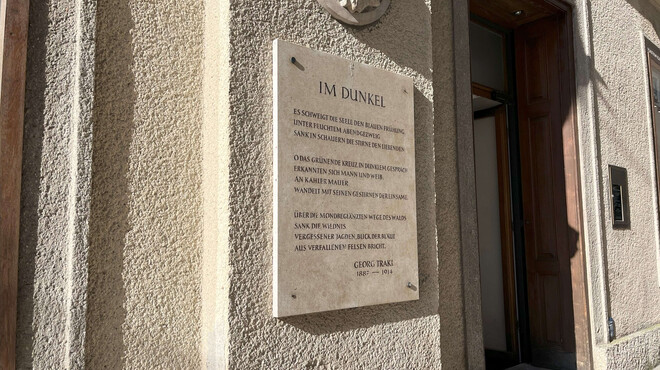 IM DUNKEL
ES SCHWEIGT DIE SEELE DEN BLAUEN FRÜHLING.
UNTER FEUCHTEM ABENDGEZWEIG
SANK IN SCHAUERN DIE STIRNE DEN LIEBENDEN.
O DAS GRÜNENDE KREUZ. IN DUNKLEM GESPRÄCH
ERKANNTEN SICH MANN UND WEIB.
AN KAHLER MAUER
WANDELT MIT SEINEN GESTIRNEN DER EINSAME.
ÜBER DIE MONDBEGLÄNZTEN WEGE DES WALDS
SANK DIE WILDNIS
VERGESSENER JAGDEN; BLICK DER BLÄUE
AUS VERFALLENEN FELSEN BRICHT.
GEORG TRAKL
1887 — 1914